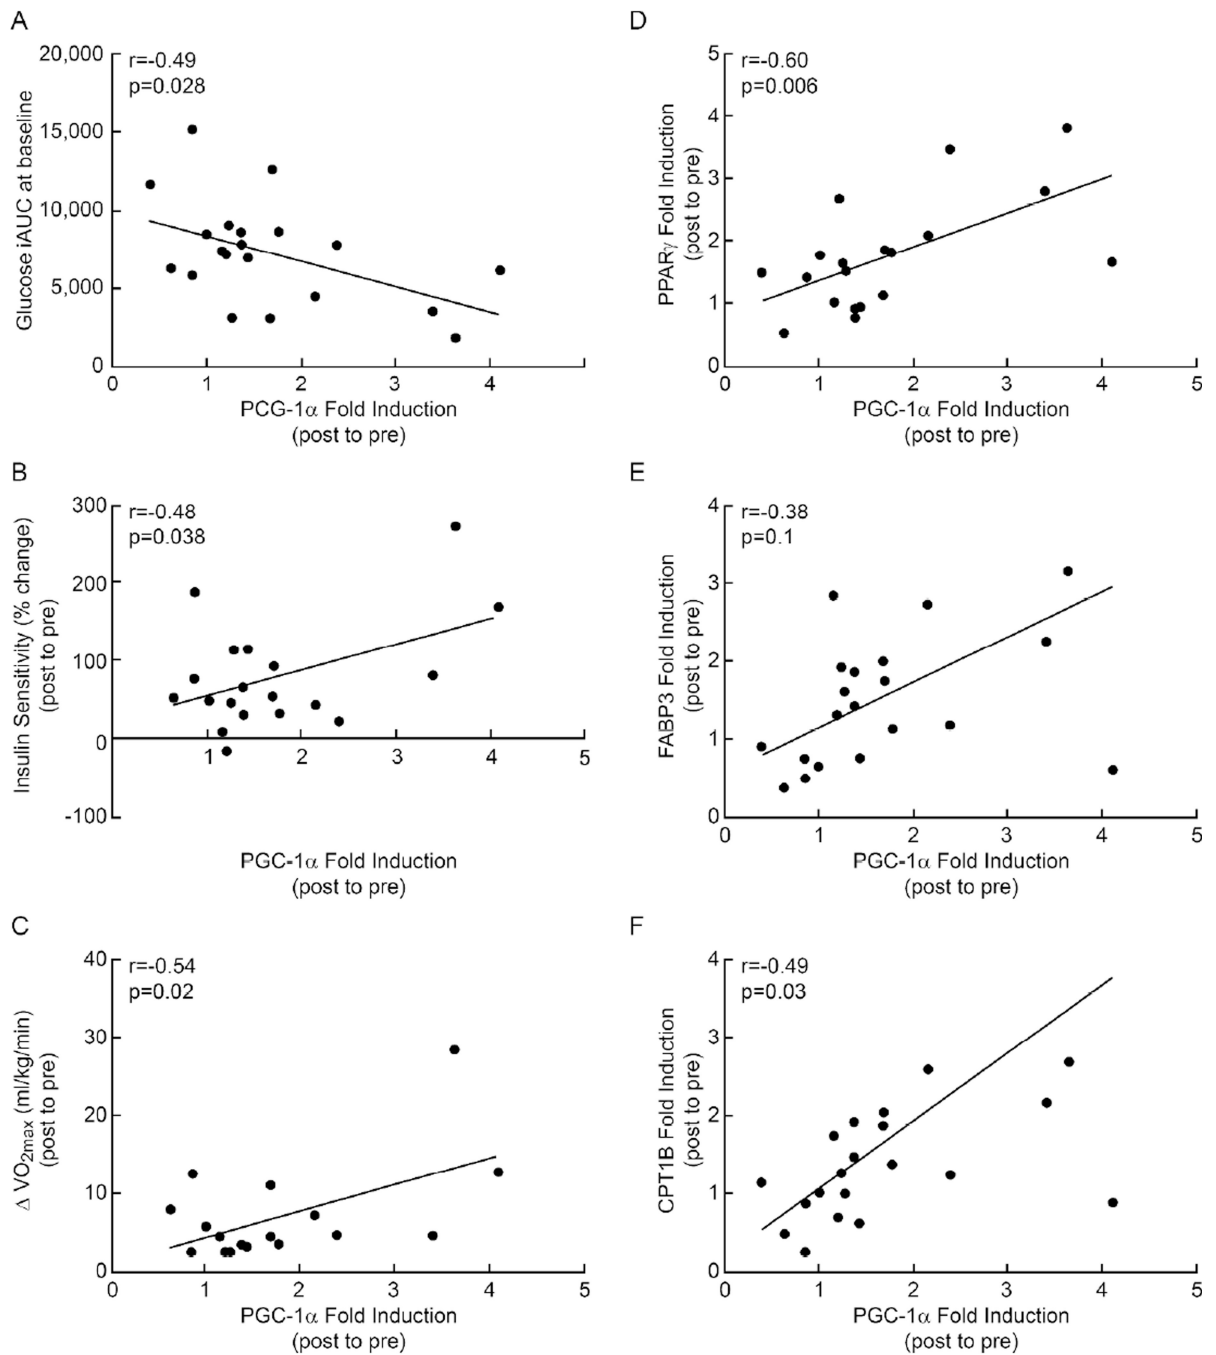 A
20,000
15,000
10,000
5,000
0
Glucose iAUC at baseline
r=-0.49
p=0.028
0 1 2 3 4
PCG-1α Fold Induction
(post to pre)
B
300
200
100
0
-100
Insulin Sensitivity (% change)
(post to pre)
r=-0.48
p=0.038
1 2 3 4 5
PGC-1α Fold Induction
(post to pre)
C
40
30
20
10
0
Δ VO2max (ml/kg/min)
(post to pre)
r=-0.54
p=0.02
0 1 2 3 4 5
PGC-1α Fold Induction
(post to pre)
D
5
4
3
2
1
0
PPARγ Fold Induction
(post to pre)
r=-0.60
p=0.006
0 1 2 3 4 5
PGC-1α Fold Induction
(post to pre)
E
4
3
2
1
0
FABP3 Fold Induction
(post to pre)
r=-0.38
p=0.1
0 1 2 3 4 5
PGC-1α Fold Induction
(post to pre)
F
4
3
2
1
0
CPT1B Fold Induction
(post to pre)
r=-0.49
p=0.03
0 1 2 3 4 5
PGC-1α Fold Induction
(post to pre)